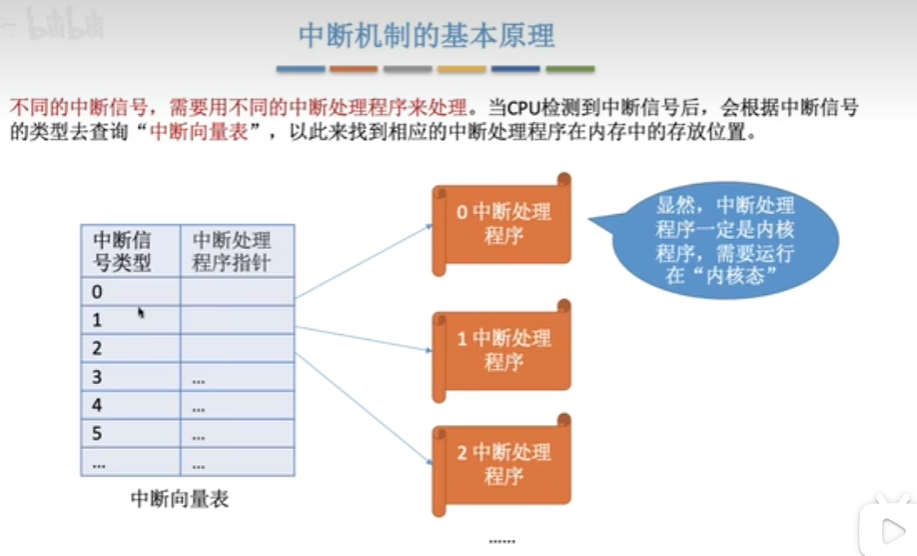 bilibili
中断机制的基本原理
不同的中断信号，需要用不同的中断处理程序来处理。当CPU检测到中断信号后，会根据中断信号
的类型去查询“中断向量表”，以此来找到相应的中断处理程序在内存中的存放位置。
中断信
号类型
中断处理
程序指针
0
1
2
3 ...
4 ...
5 ...
... ...
中断向量表
0 中断处理
程序
1 中断处理
程序
2 中断处理
程序
......
显然，中断处理
程序一定是内核
程序，需要运行
在“内核态”